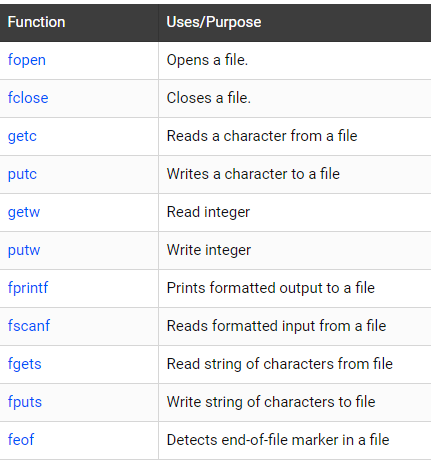 Function Uses/Purpose
fopen Opens a file.
fclose Closes a file.
getc Reads a character from a file
putc Writes a character to a file
getw Read integer
putw Write integer
fprintf Prints formatted output to a file
fscanf Reads formatted input from a file
fgets Read string of characters from file
fputs Write string of characters to file
feof Detects end-of-file marker in a file